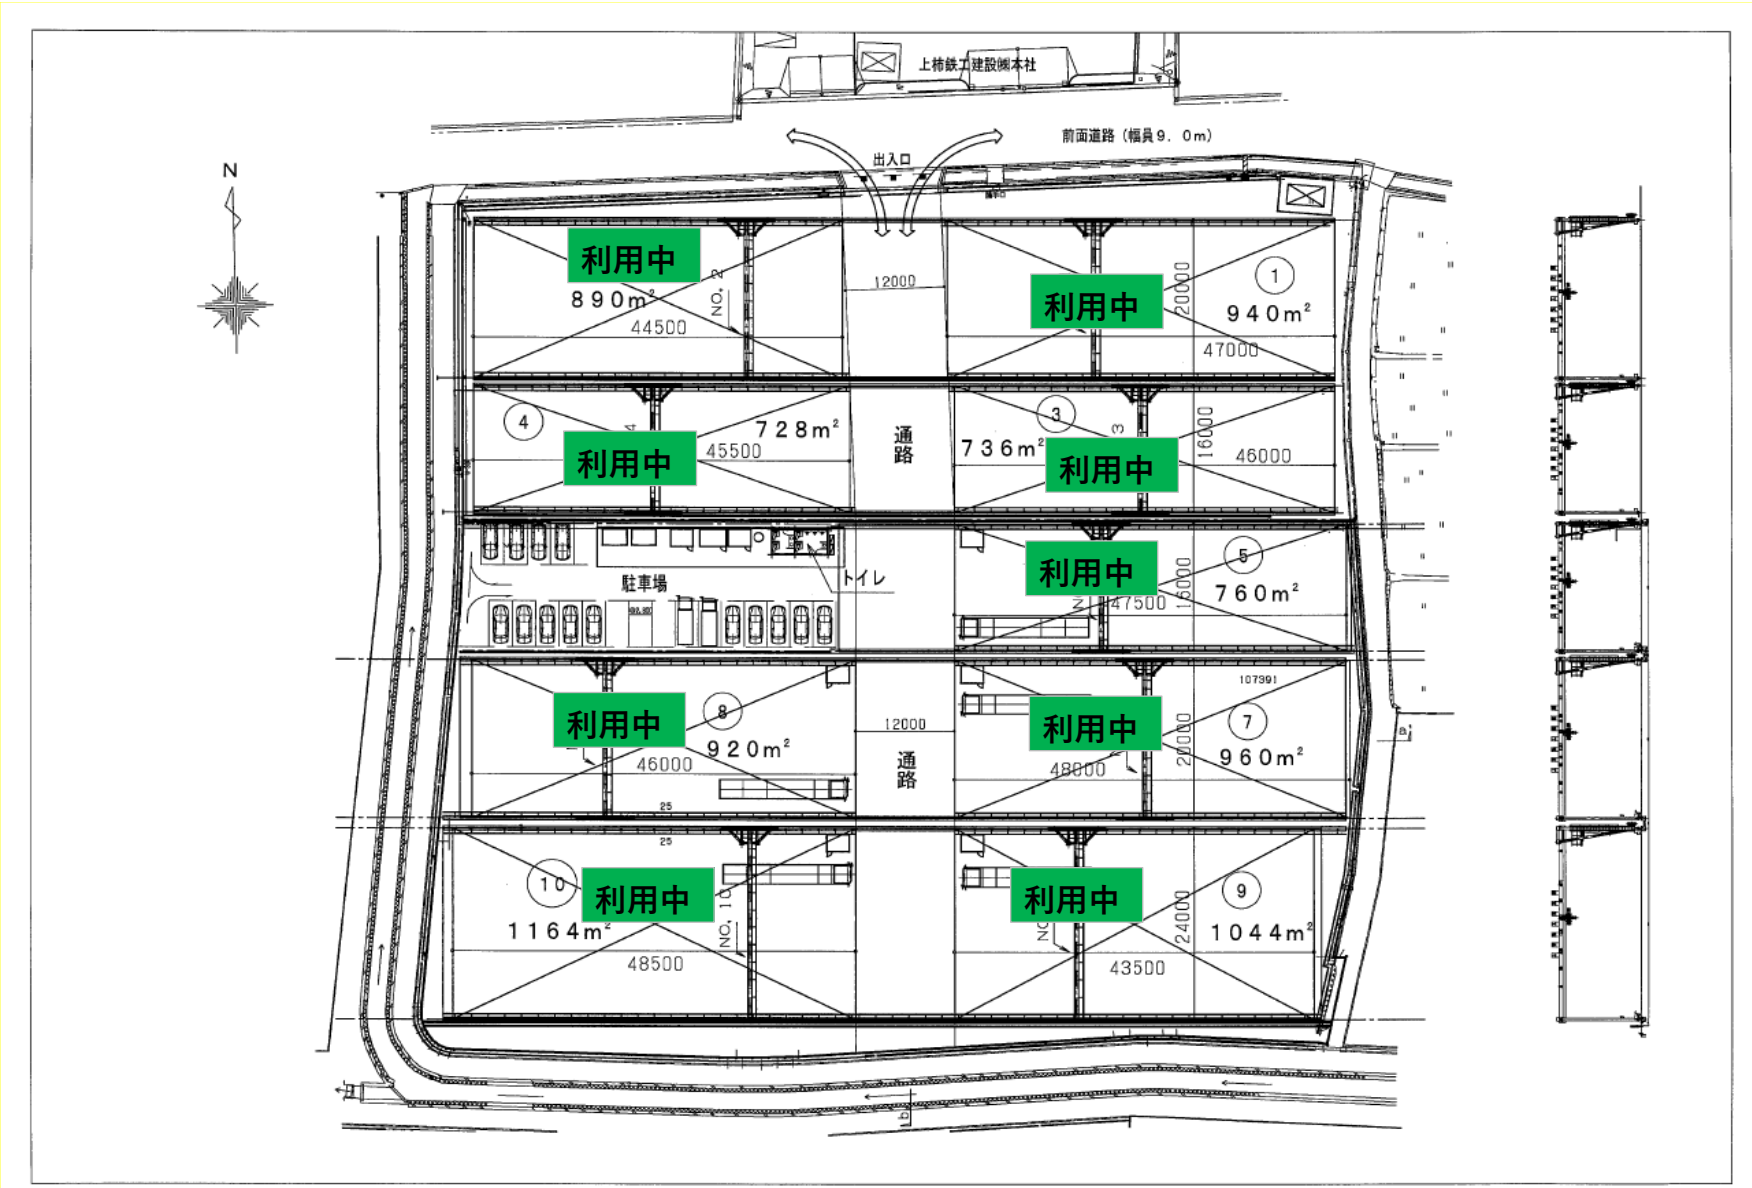 上柿鉄工建設㈱本社
前面道路（幅員９．０ｍ）
出入口
N
利用中
８９０ｍ²
NO. 2
44500
12000
利用中
20000
1
９４０ｍ²
47000
4
7２８ｍ²
45500
利用中
4
通路
3
７３６ｍ²
3
利用中
16000
46000
駐車場
トイレ
利用中
47500
16000
5
７６０ｍ²
利用中
8
９２０ｍ²
46000
25
12000
通路
107391
利用中
48000
20000
7
９６０ｍ²
a
25
10
利用中
１１６４ｍ²
NO. 10
48500
利用中
NO
24000
9
１０４４ｍ²
43500
b